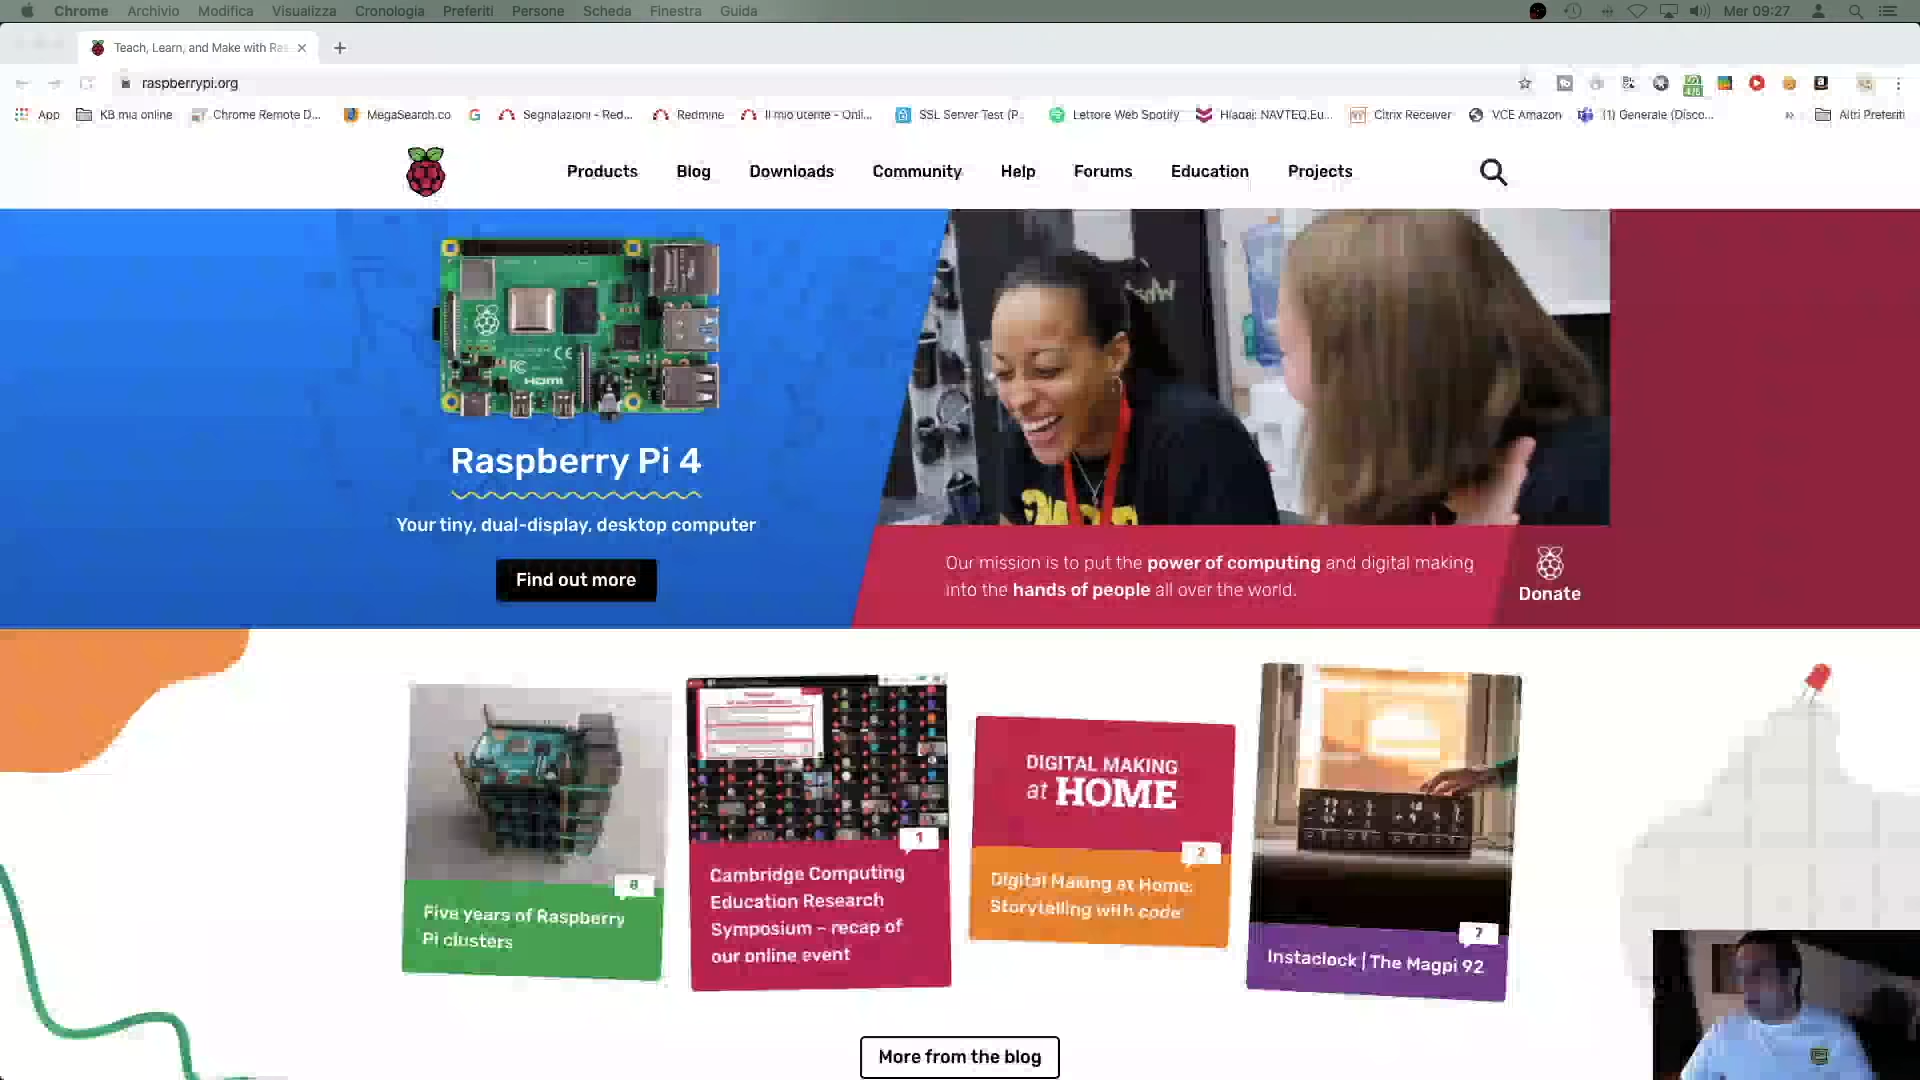 Chrome Archivio Modifica Visualizza Cronologia Preferiti Persone Scheda Finestra Guida Mer 09:27
Teach, Learn, and Make with Ras
raspberrypi.org
App KB mia online Chrome Remote D... MegaSearch.co Segnalazioni - Red... Redmine Il mio utente - Onli... SSL Server Test (P... Lettore Web Spotify NAVTEQ.Eu... Citrix Receiver VCE Amazon (1) Generale (Disco... Altri Preferiti
Products Blog Downloads Community Help Forums Education Projects
HDMI
Raspberry Pi 4
Your tiny, dual-display, desktop computer
Find out more
Our mission is to put the power of computing and digital making
into the hands of people all over the world.
Donate
8
Five years of Raspberry
Pi clusters
1
Cambridge Computing
Education Research
Symposium – recap of
our online event
DIGITAL MAKING
at HOME
2
Digital Making at Home:
Storytelling with code
7
Instaclock | The Magpi 92
More from the blog